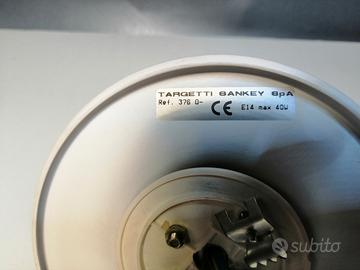 TARGETTI SANKEY SpA
Ref. 376 0- CE E14 max 40W
subito